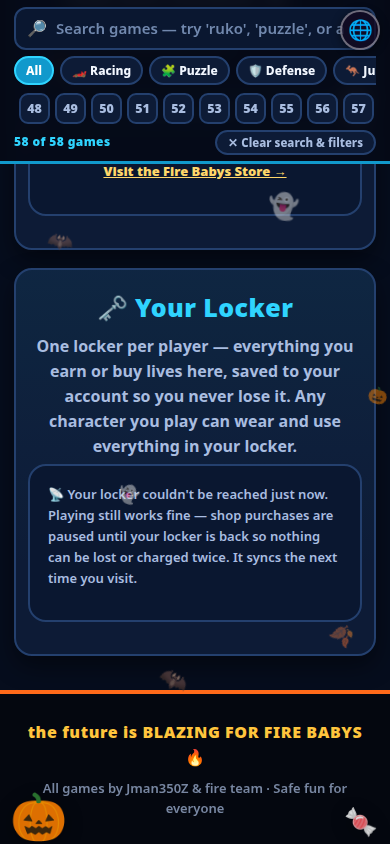 🔎 Search games — try 'ruko', 'puzzle', or a
All 🏎️ Racing 🧩 Puzzle 🛡️ Defense 🦘 Ju
48 49 50 51 52 53 54 55 56 57
58 of 58 games ✕ Clear search & filters
Visit the Fire Babys Store →
🗝️ Your Locker
One locker per player — everything you
earn or buy lives here, saved to your
account so you never lose it. Any
character you play can wear and use
everything in your locker.
📡 Your locker couldn't be reached just now.
Playing still works fine — shop purchases are
paused until your locker is back so nothing
can be lost or charged twice. It syncs the next
time you visit.
the future is BLAZING FOR FIRE BABYS
🔥
All games by Jman350Z & fire team · Safe fun for
everyone